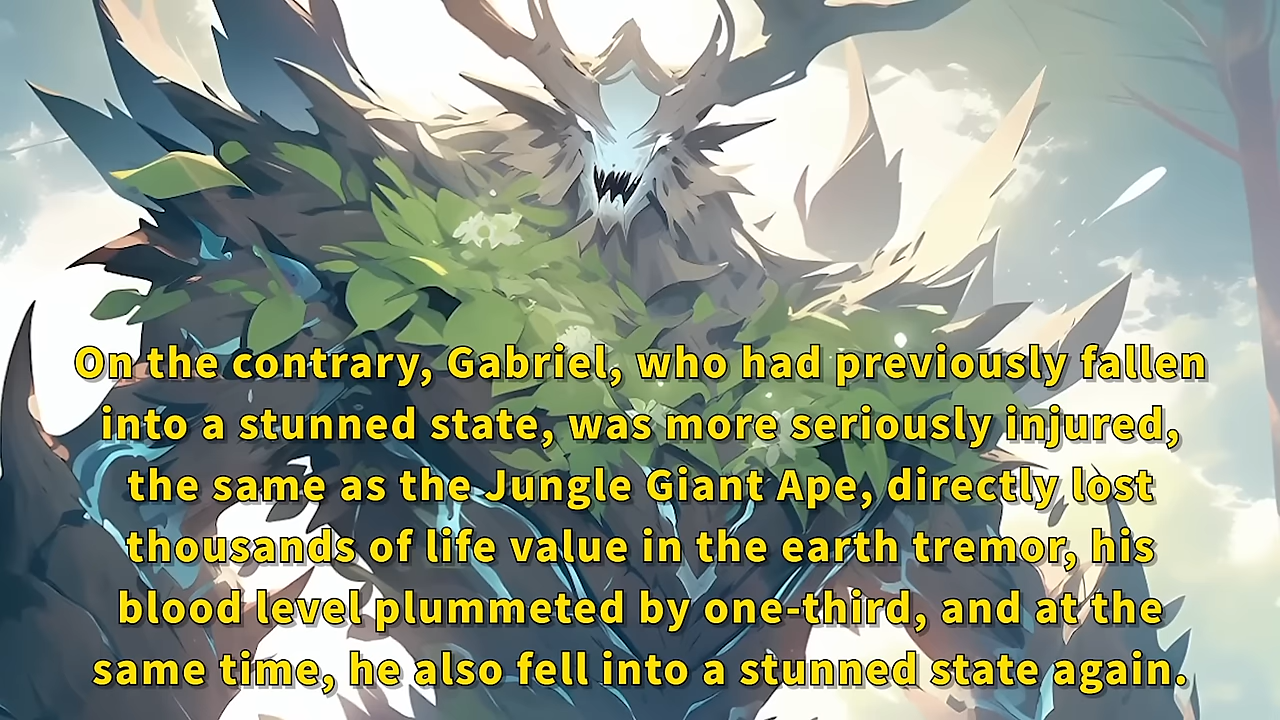 On the contrary, Gabriel, who had previously fallen
into a stunned state, was more seriously injured,
the same as the Jungle Giant Ape, directly lost
thousands of life value in the earth tremor, his
blood level plummeted by one-third, and at the
same time, he also fell into a stunned state again.